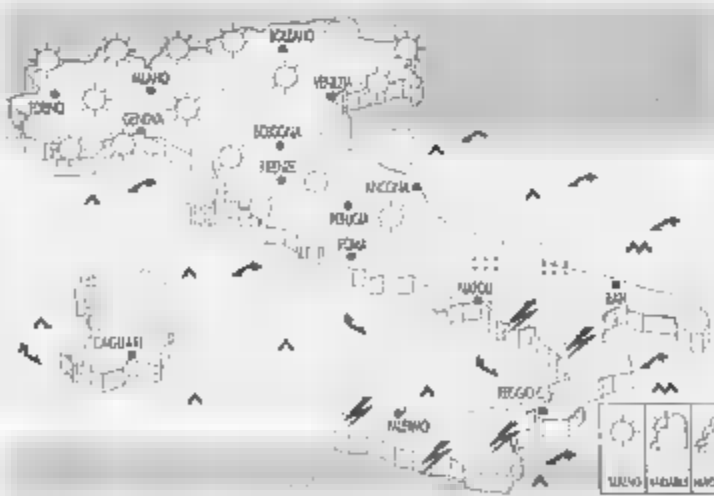 BOLZANO
MILANO
VENEZIA
TORINO
GENOVA
BOLOGNA
FIRENZE
ANCONA
PERUGIA
ROMA
NAPOLI
BARI
CAGLIARI
REGGIO C.
PALERMO
SERENO
VARIABILE